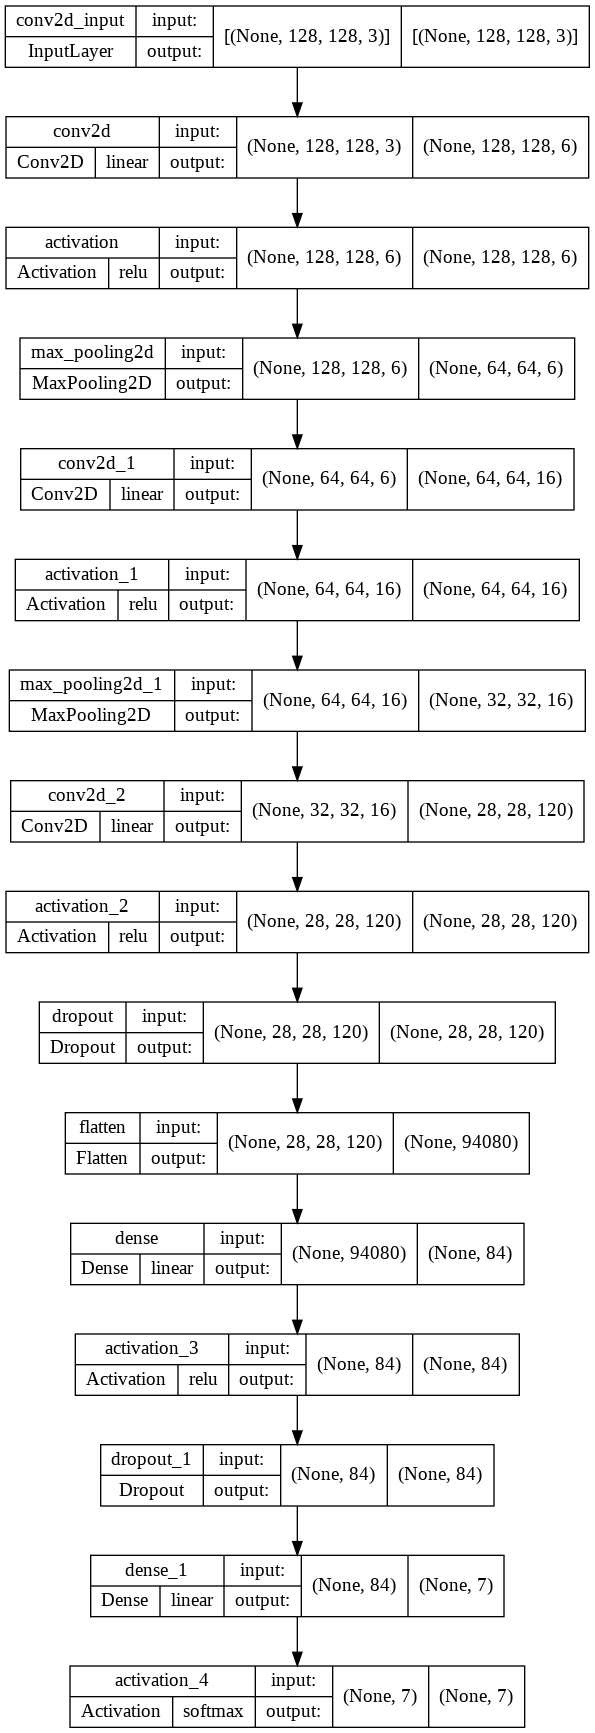 conv2d_input input: [(None, 128, 128, 3)] [(None, 128, 128, 3)]
InputLayer output:
conv2d input: (None, 128, 128, 3) (None, 128, 128, 6)
Conv2D linear output:
activation input: (None, 128, 128, 6) (None, 128, 128, 6)
Activation relu output:
max_pooling2d input: (None, 128, 128, 6) (None, 64, 64, 6)
MaxPooling2D output:
conv2d_1 input: (None, 64, 64, 6) (None, 64, 64, 16)
Conv2D linear output:
activation_1 input: (None, 64, 64, 16) (None, 64, 64, 16)
Activation relu output:
max_pooling2d_1 input: (None, 64, 64, 16) (None, 32, 32, 16)
MaxPooling2D output:
conv2d_2 input: (None, 32, 32, 16) (None, 28, 28, 120)
Conv2D linear output:
activation_2 input: (None, 28, 28, 120) (None, 28, 28, 120)
Activation relu output:
dropout input: (None, 28, 28, 120) (None, 28, 28, 120)
Dropout output:
flatten input: (None, 28, 28, 120) (None, 94080)
Flatten output:
dense input: (None, 94080) (None, 84)
Dense linear output:
activation_3 input: (None, 84) (None, 84)
Activation relu output:
dropout_1 input: (None, 84) (None, 84)
Dropout output:
dense_1 input: (None, 84) (None, 7)
Dense linear output:
activation_4 input: (None, 7) (None, 7)
Activation softmax output: